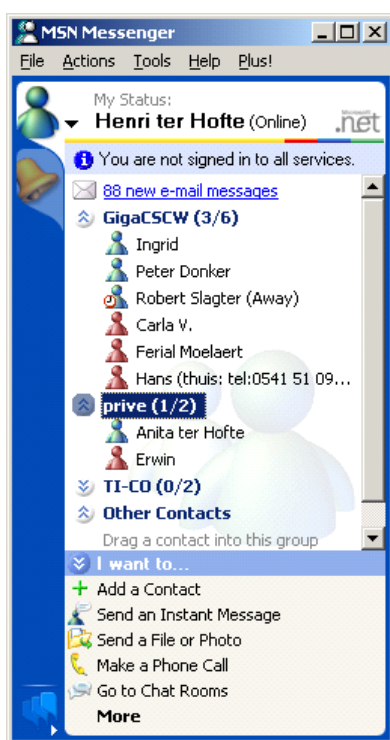 MSN Messenger
File Actions Tools Help Plus!
My Status:
Henri ter Hofte (Online)
Microsoft
.net
You are not signed in to all services.
88 new e-mail messages
GigaCSCW (3/6)
Ingrid
Peter Donker
Robert Slagter (Away)
Carla V.
Ferial Moelaert
Hans (thuis: tel:0541 51 09...
prive (1/2)
Anita ter Hofte
Erwin
TI-CO (0/2)
Other Contacts
Drag a contact into this group
I want to...
Add a Contact
Send an Instant Message
Send a File or Photo
Make a Phone Call
Go to Chat Rooms
More